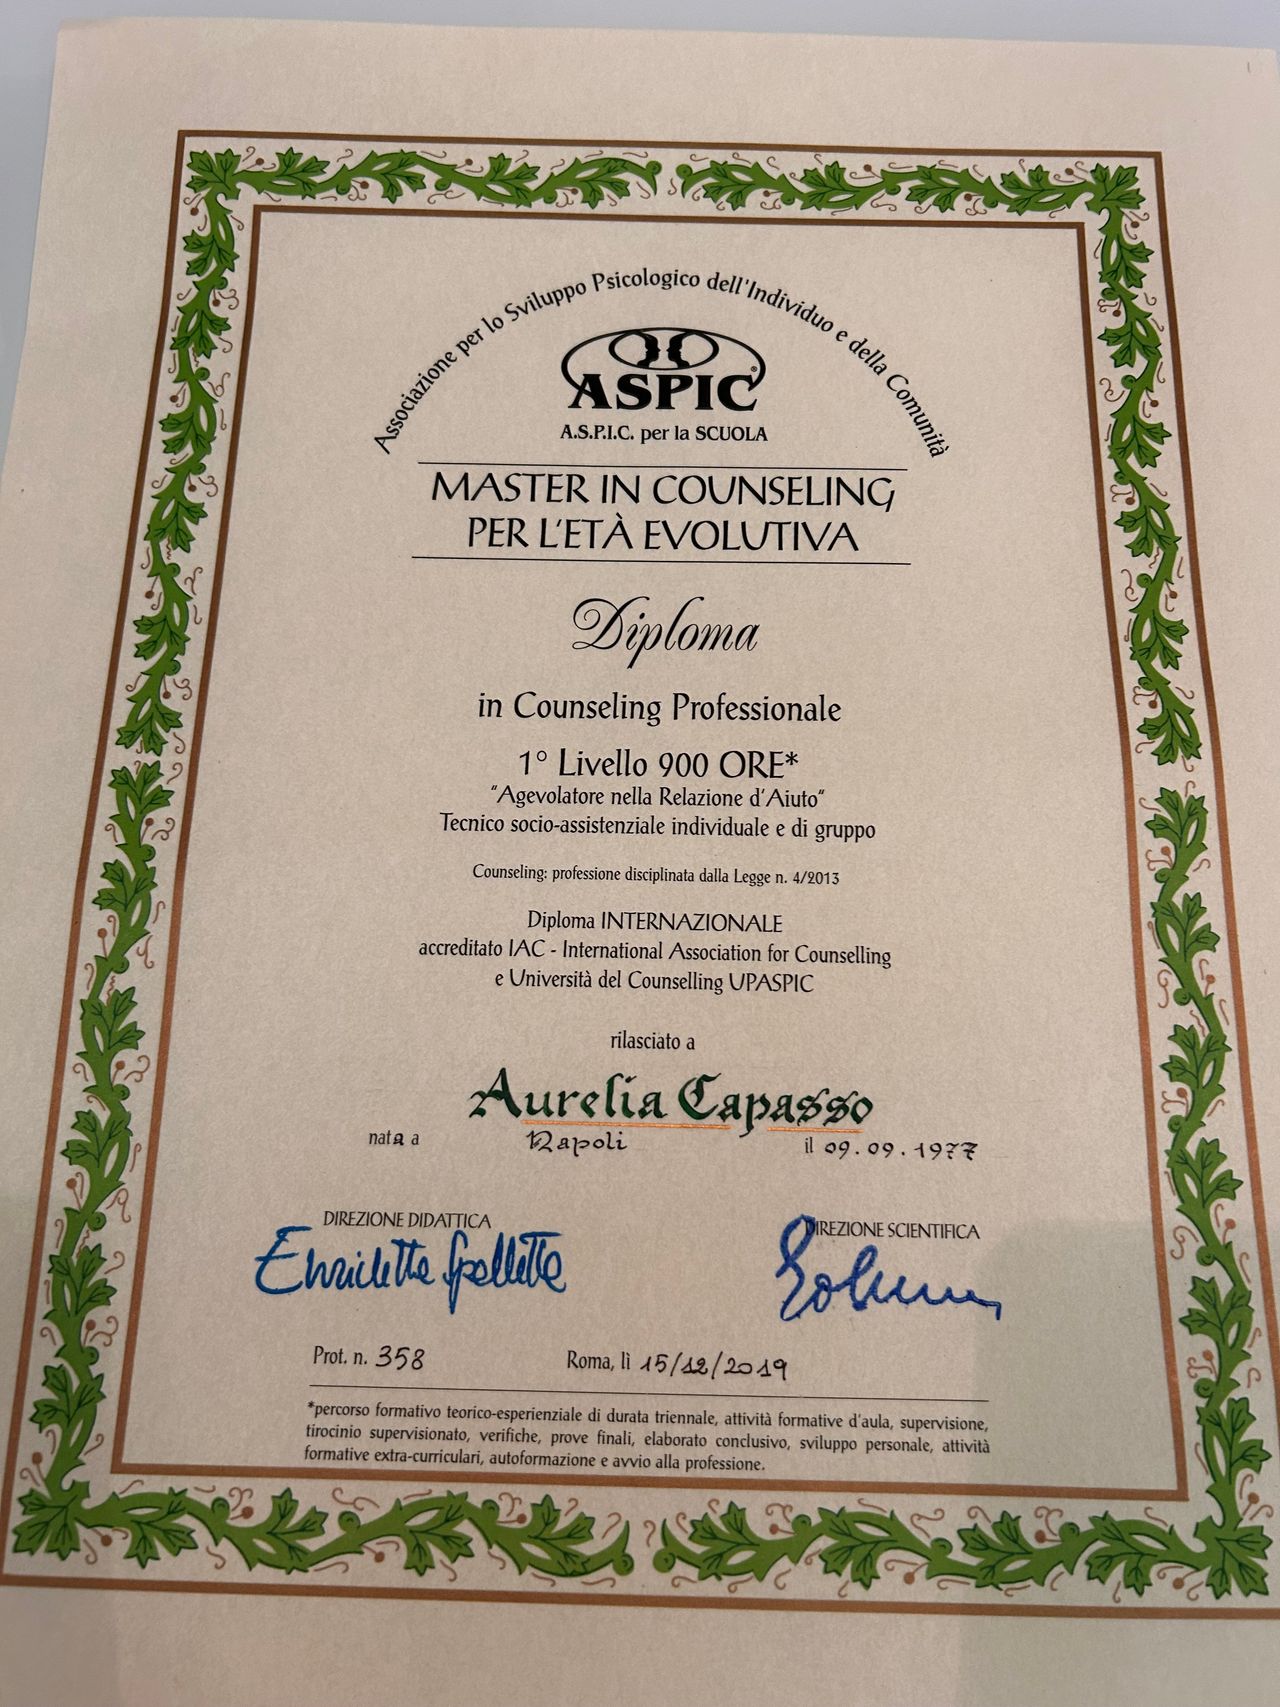 Associazione per lo Sviluppo Psicologico dell'Individuo e della Comunità
ASPIC®
A.S.P.I.C. per la SCUOLA
MASTER IN COUNSELING
PER L'ETÀ EVOLUTIVA
Diploma
in Counseling Professionale
1° Livello 900 ORE*
"Agevolatore nella Relazione d'Aiuto"
Tecnico socio-assistenziale individuale e di gruppo
Counseling: professione disciplinata dalla Legge n. 4/2013
Diploma INTERNAZIONALE
accreditato IAC - International Association for Counselling
e Università del Counselling UPASPIC
rilasciato a
Aurelia Capasso
nata a Napoli il 09.09.1977
DIREZIONE DIDATTICA DIREZIONE SCIENTIFICA
Prot. n. 358 Roma, lì 15/12/2019
*percorso formativo teorico-esperienziale di durata triennale, attività formative d'aula, supervisione,
tirocinio supervisionato, verifiche, prove finali, elaborato conclusivo, sviluppo personale, attività
formative extra-curriculari, autoformazione e avvio alla professione.